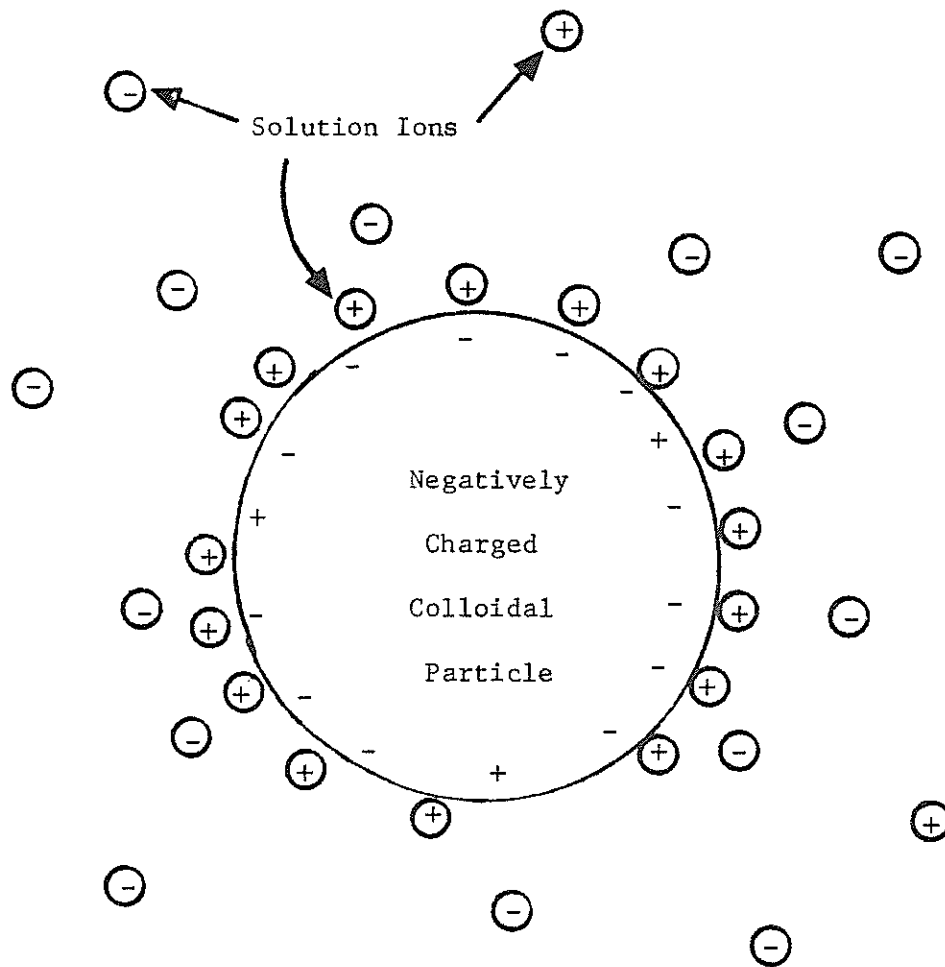 Solution Ions
Negatively
Charged
Colloidal
Particle